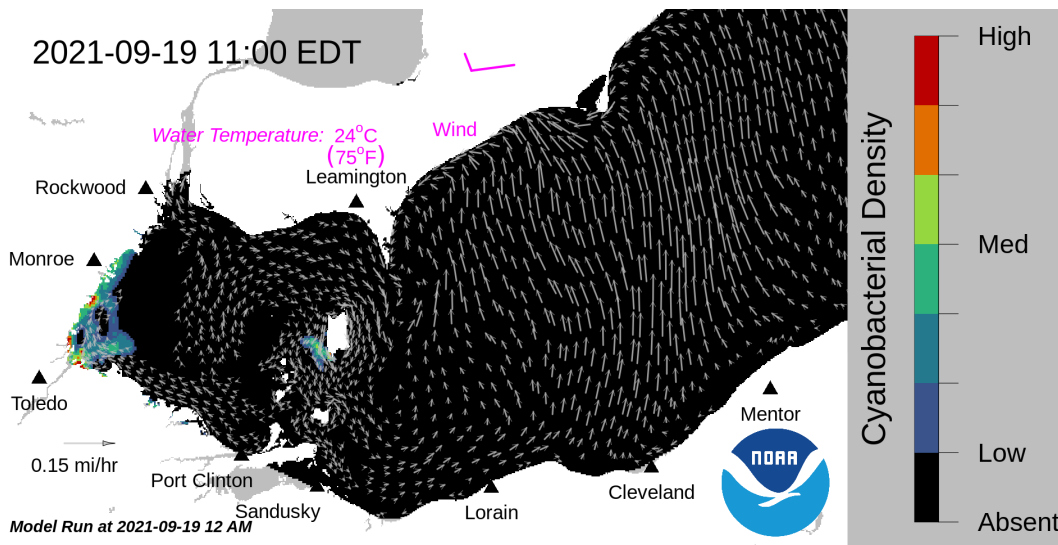 2021-09-19 11:00 EDT
Water Temperature: 24°C
(75°F)
Wind
Rockwood
Leamington
Monroe
Toledo
0.15 mi/hr
Port Clinton
Sandusky
Lorain
Cleveland
Mentor
NOAA
Model Run at 2021-09-19 12 AM
Cyanobacterial Density
High
Med
Low
Absent